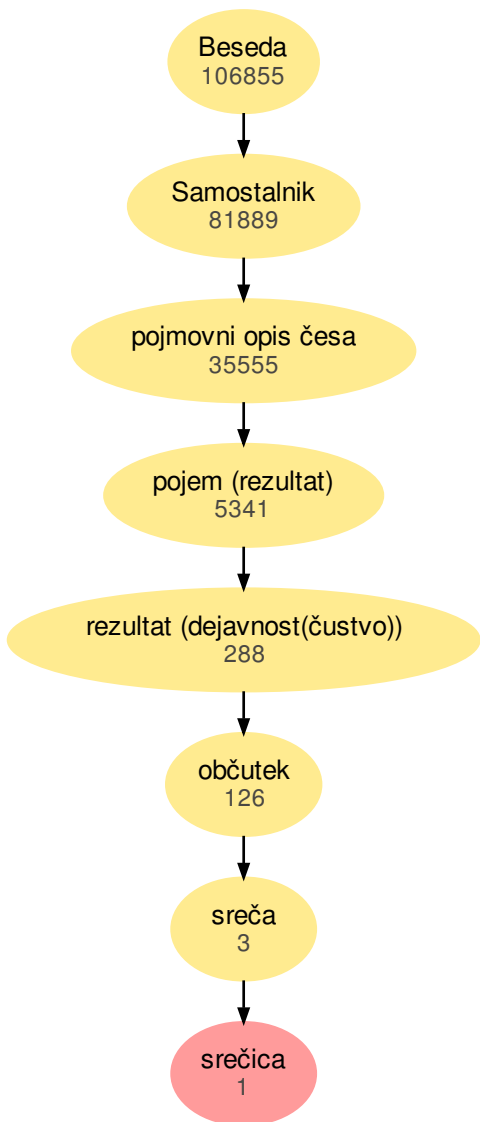 Beseda
106855
Samostalnik
81889
pojmovni opis česa
35555
pojem (rezultat)
5341
rezultat (dejavnost(čustvo))
288
občutek
126
sreča
3
srečica
1